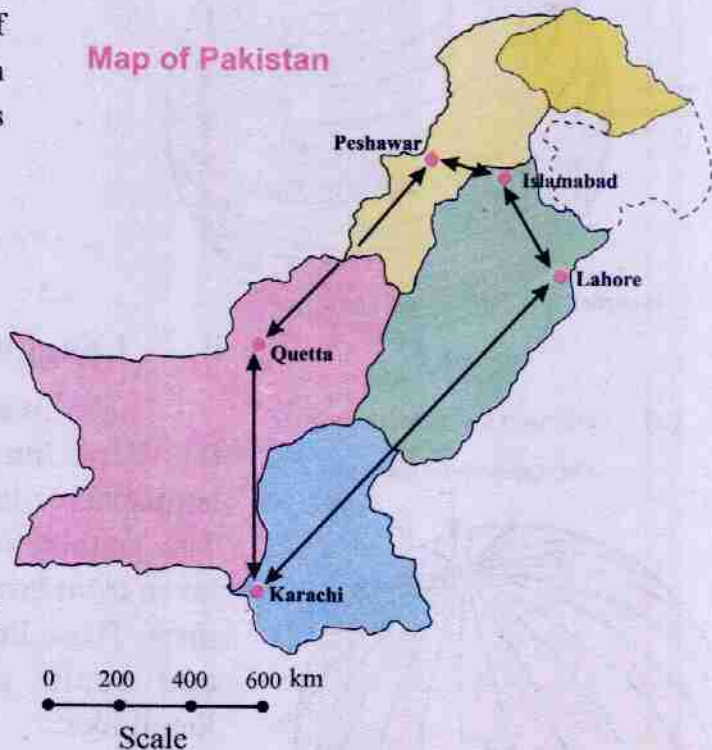 f
Map of Pakistan
s
Peshawar
Islamabad
Lahore
Quetta
Karachi
0 200 400 600 km
Scale